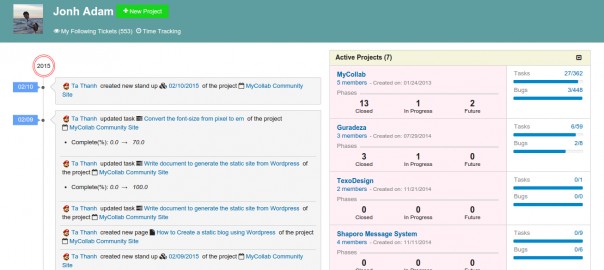 Jonh Adam + New Project
My Following Tickets (553) Time Tracking
2015
02/10
Ta Thanh created new stand up 02/10/2015 of the project MyCollab Community
Site
02/09
Ta Thanh updated task Convert the font-size from pixel to em of the project
MyCollab Community Site
Complete(%): 0.0 → 70.0
Ta Thanh updated task Write document to generate the static site from Wordpress of
the project MyCollab Community Site
Complete(%): 0.0 → 100.0
Ta Thanh updated task Write document to generate the static site from Wordpress of
the project MyCollab Community Site
Ta Thanh created new page How to Create a static blog using Wordpress of the
project MyCollab Community Site
Ta Thanh created new stand up 02/09/2015 of the project MyCollab Community
Site
Active Projects (7)
MyCollab
5 members - Created on: 01/24/2013
Phases
13 1 2
Closed In Progress Future
Tasks 27/362
Bugs 3/448
Guradeza
3 members - Created on: 07/29/2014
Phases
3 1 0
Closed In Progress Future
Tasks 6/39
Bugs 2/8
TexoDesign
2 members - Created on: 11/21/2014
Phases
0 0 0
Closed In Progress Future
Tasks 0/1
Bugs 0/1
Shaporo Message System
4 members - Created on: 11/11/2014
Phases
0 0 0
Closed In Progress Future
Tasks 0/9
Bugs 0/6